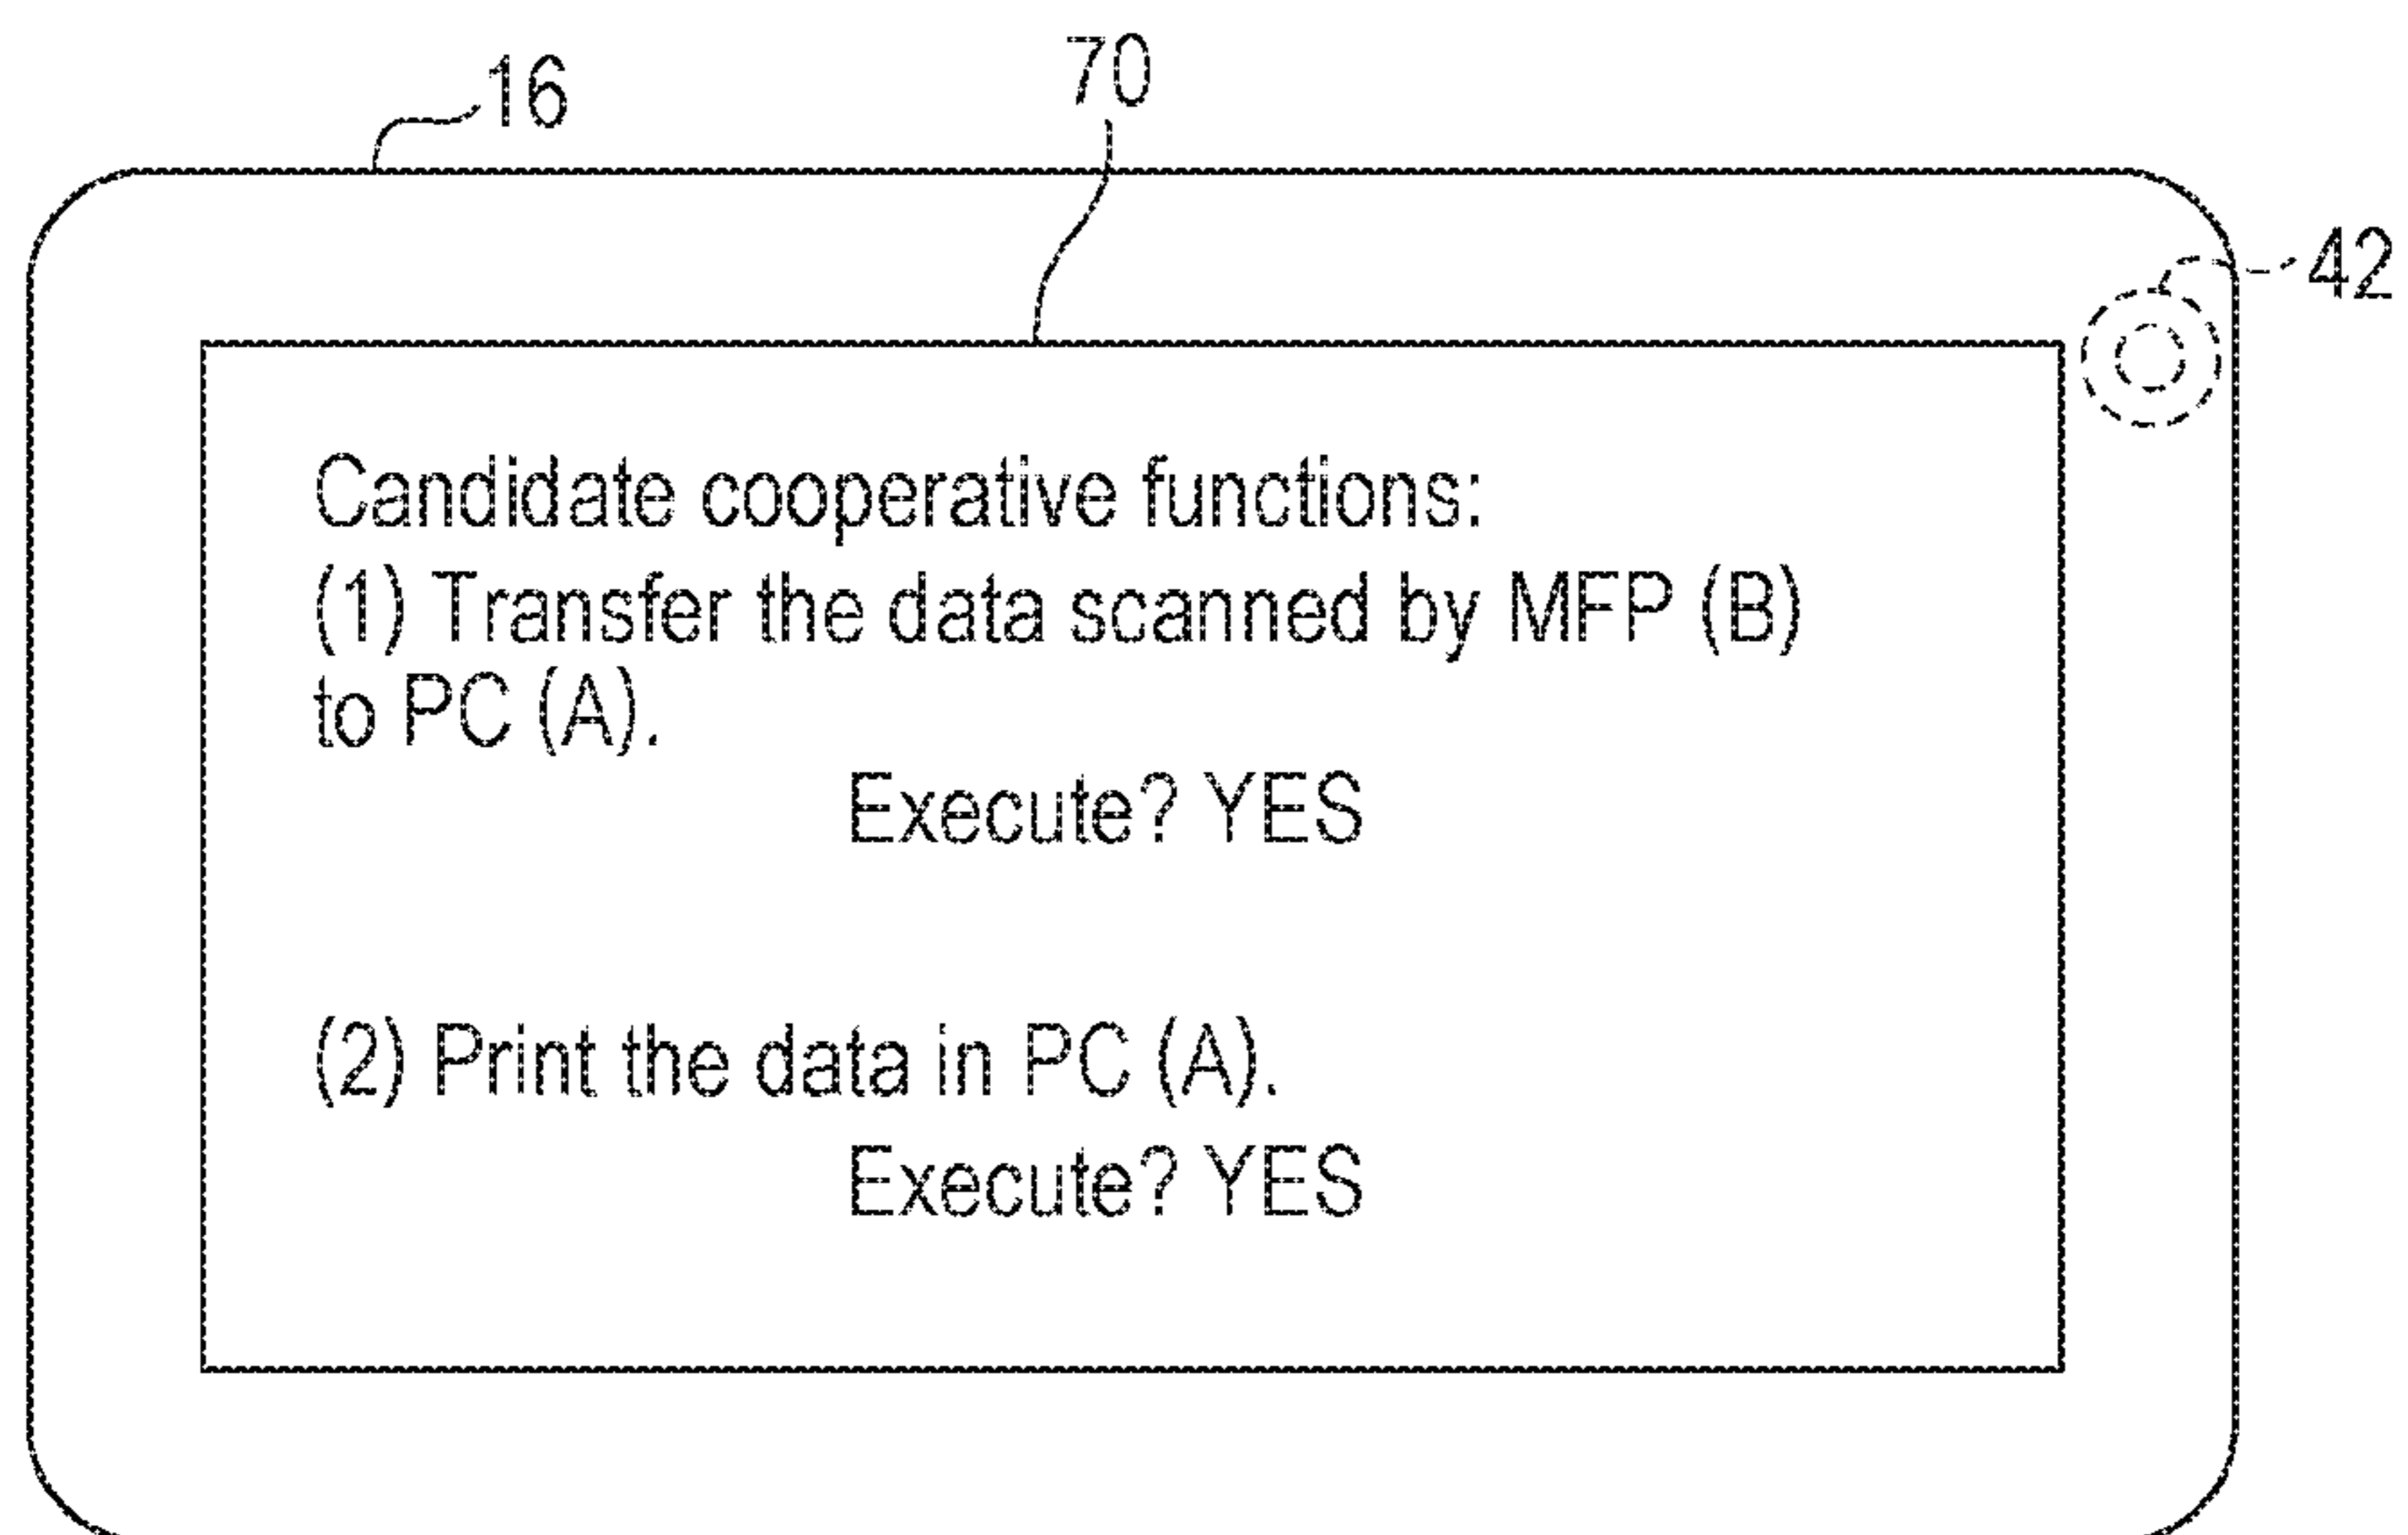 16
70
42
Candidate cooperative functions:
(1) Transfer the data scanned by MFP (B)
to PC (A).
Execute? YES
(2) Print the data in PC (A).
Execute? YES